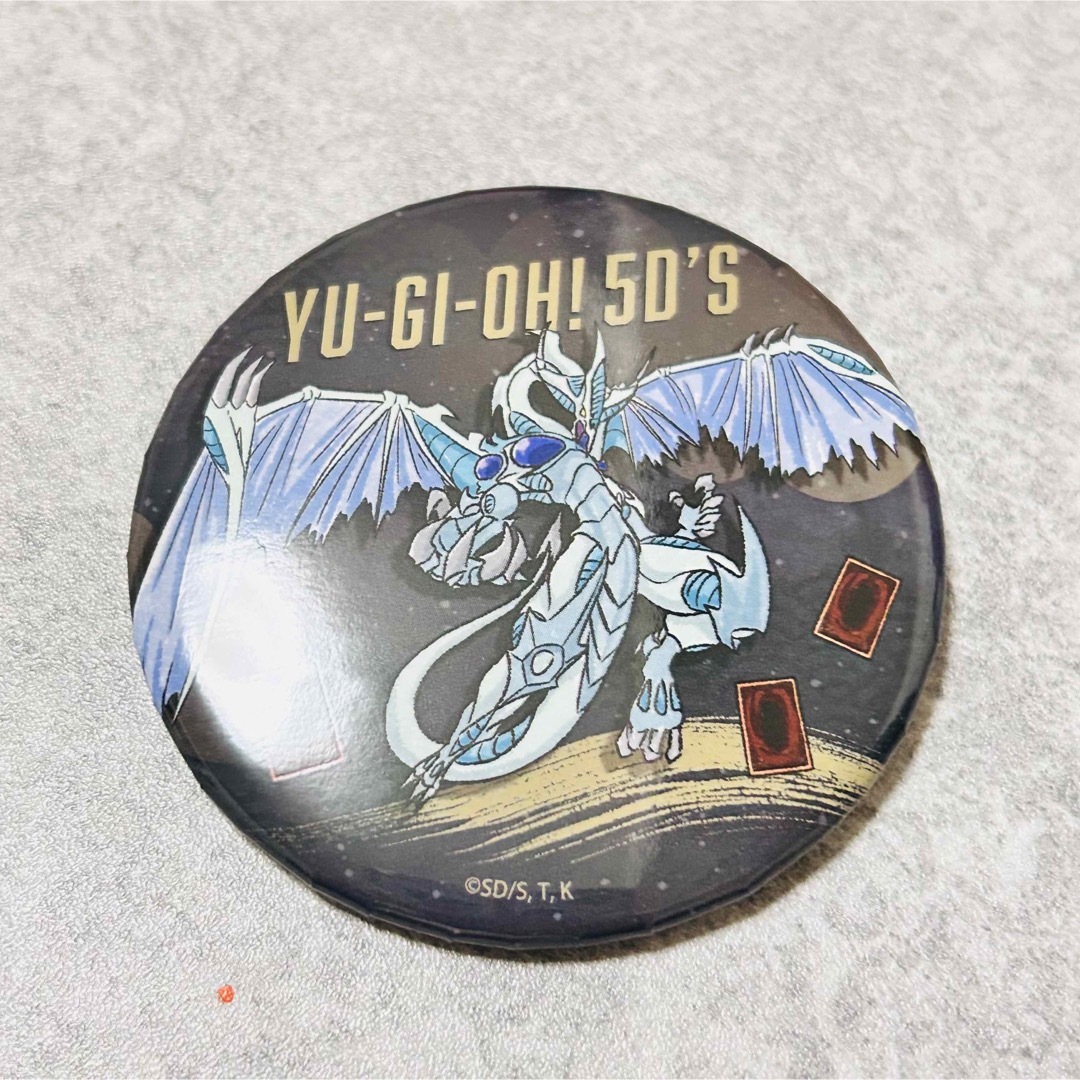 YU-GI-OH! 5D'S
©SD/S, T, K